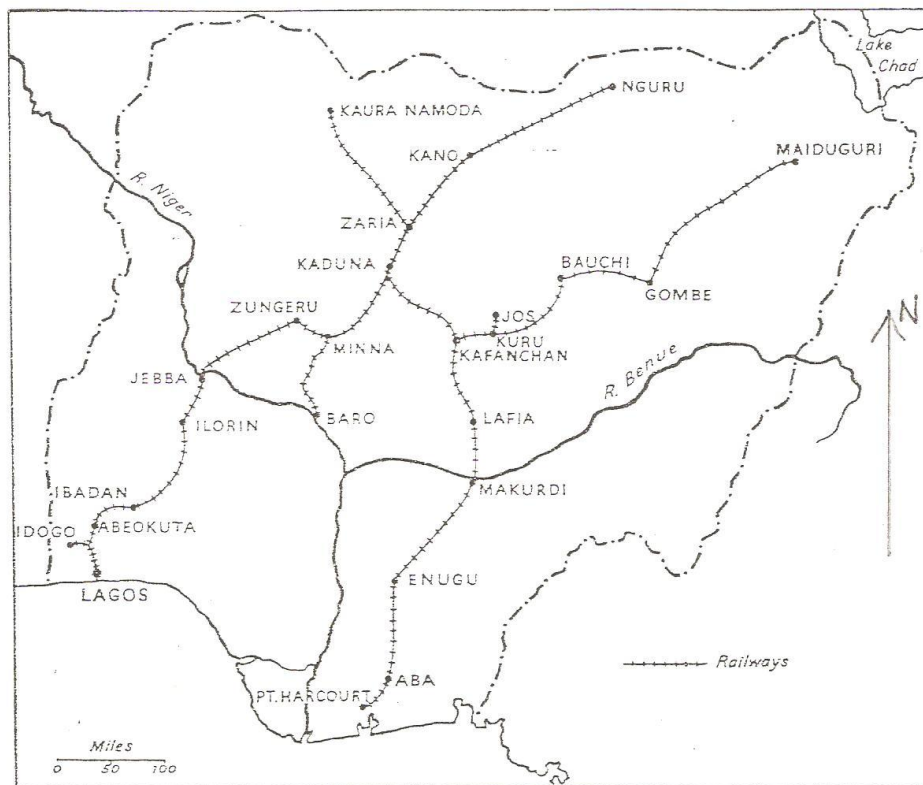 Lake
Chad
NGURU
KAURA NAMODA
KANO
MAIDUGURI
R. Niger
ZARIA
KADUNA
BAUCHI
GOMBE
N
ZUNGERU
JOS
MINNA
KURU
KAFANCHAN
JEBBA
R. Benue
BARO
ILORIN
LAFIA
IBADAN
MAKURDI
ABEOKUTA
IDOGO
ENUGU
LAGOS
Railways
ABA
PT. HARCOURT
Miles
0 50 100